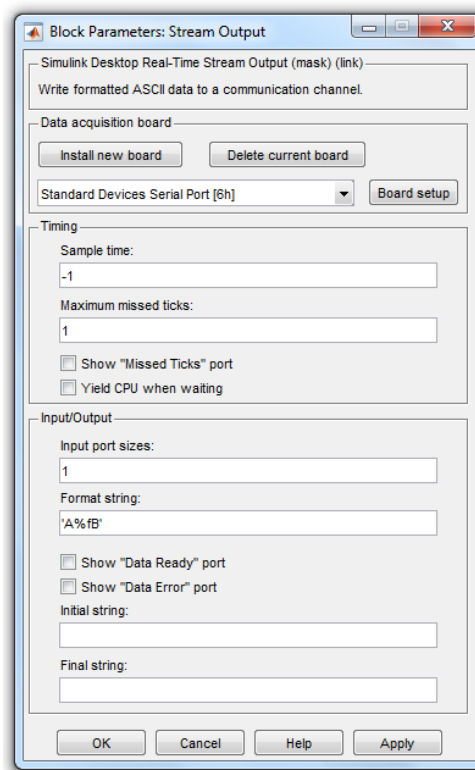 Block Parameters: Stream Output
Simulink Desktop Real-Time Stream Output (mask) (link)
Write formatted ASCII data to a communication channel.
Data acquisition board
Install new board Delete current board
Standard Devices Serial Port [6h] Board setup
Timing
Sample time:
-1
Maximum missed ticks:
1
Show "Missed Ticks" port
Yield CPU when waiting
Input/Output
Input port sizes:
1
Format string:
'A%fB'
Show "Data Ready" port
Show "Data Error" port
Initial string:
Final string:
OK Cancel Help Apply